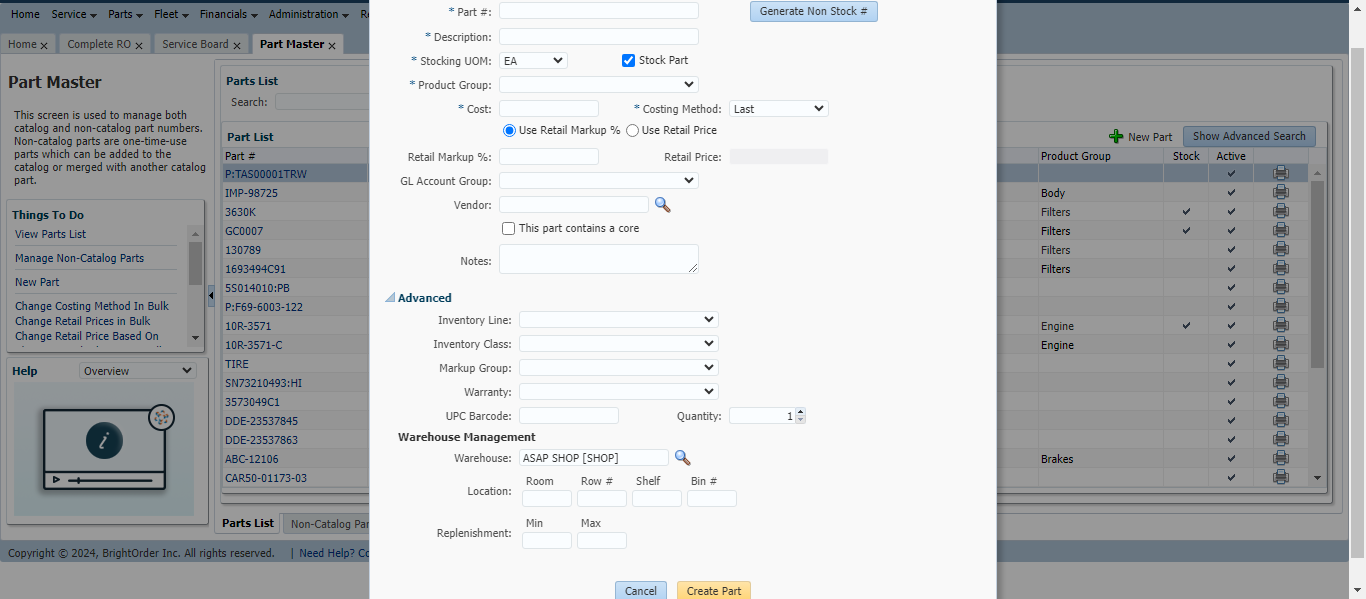 Home Service Parts Fleet Financials Administration
Home x Complete RO x Service Board x Part Master x
Part Master
This screen is used to manage both
catalog and non-catalog part numbers.
Non-catalog parts are one-time-use
parts which can be added to the
catalog or merged with another catalog
part.
Things To Do
View Parts List
Manage Non-Catalog Parts
New Part
Change Costing Method In Bulk
Change Retail Prices in Bulk
Change Retail Price Based On
Help Overview
Parts List
Search:
Part List
Part #
P:TAS00001TRW
IMP-98725
3630K
GC0007
130789
1693494C91
5S014010:PB
P:F69-6003-122
10R-3571
10R-3571-C
TIRE
SN73210493:HI
3573049C1
DDE-23537845
DDE-23537863
ABC-12106
CAR50-01173-03
Parts List Non-Catalog Par
* Part #: Generate Non Stock #
* Description:
* Stocking UOM: EA Stock Part
* Product Group:
* Cost: * Costing Method: Last
Use Retail Markup % Use Retail Price
Retail Markup %: Retail Price:
GL Account Group:
Vendor:
This part contains a core
Notes:
Advanced
Inventory Line:
Inventory Class:
Markup Group:
Warranty:
UPC Barcode: Quantity: 1
Warehouse Management
Warehouse: ASAP SHOP [SHOP]
Room Row # Shelf Bin #
Location:
Min Max
Replenishment:
Cancel Create Part
New Part Show Advanced Search
Product Group Stock Active
Body
Filters
Filters
Filters
Filters
Engine
Engine
Brakes
Copyright © 2024, BrightOrder Inc. All rights reserved. | Need Help?